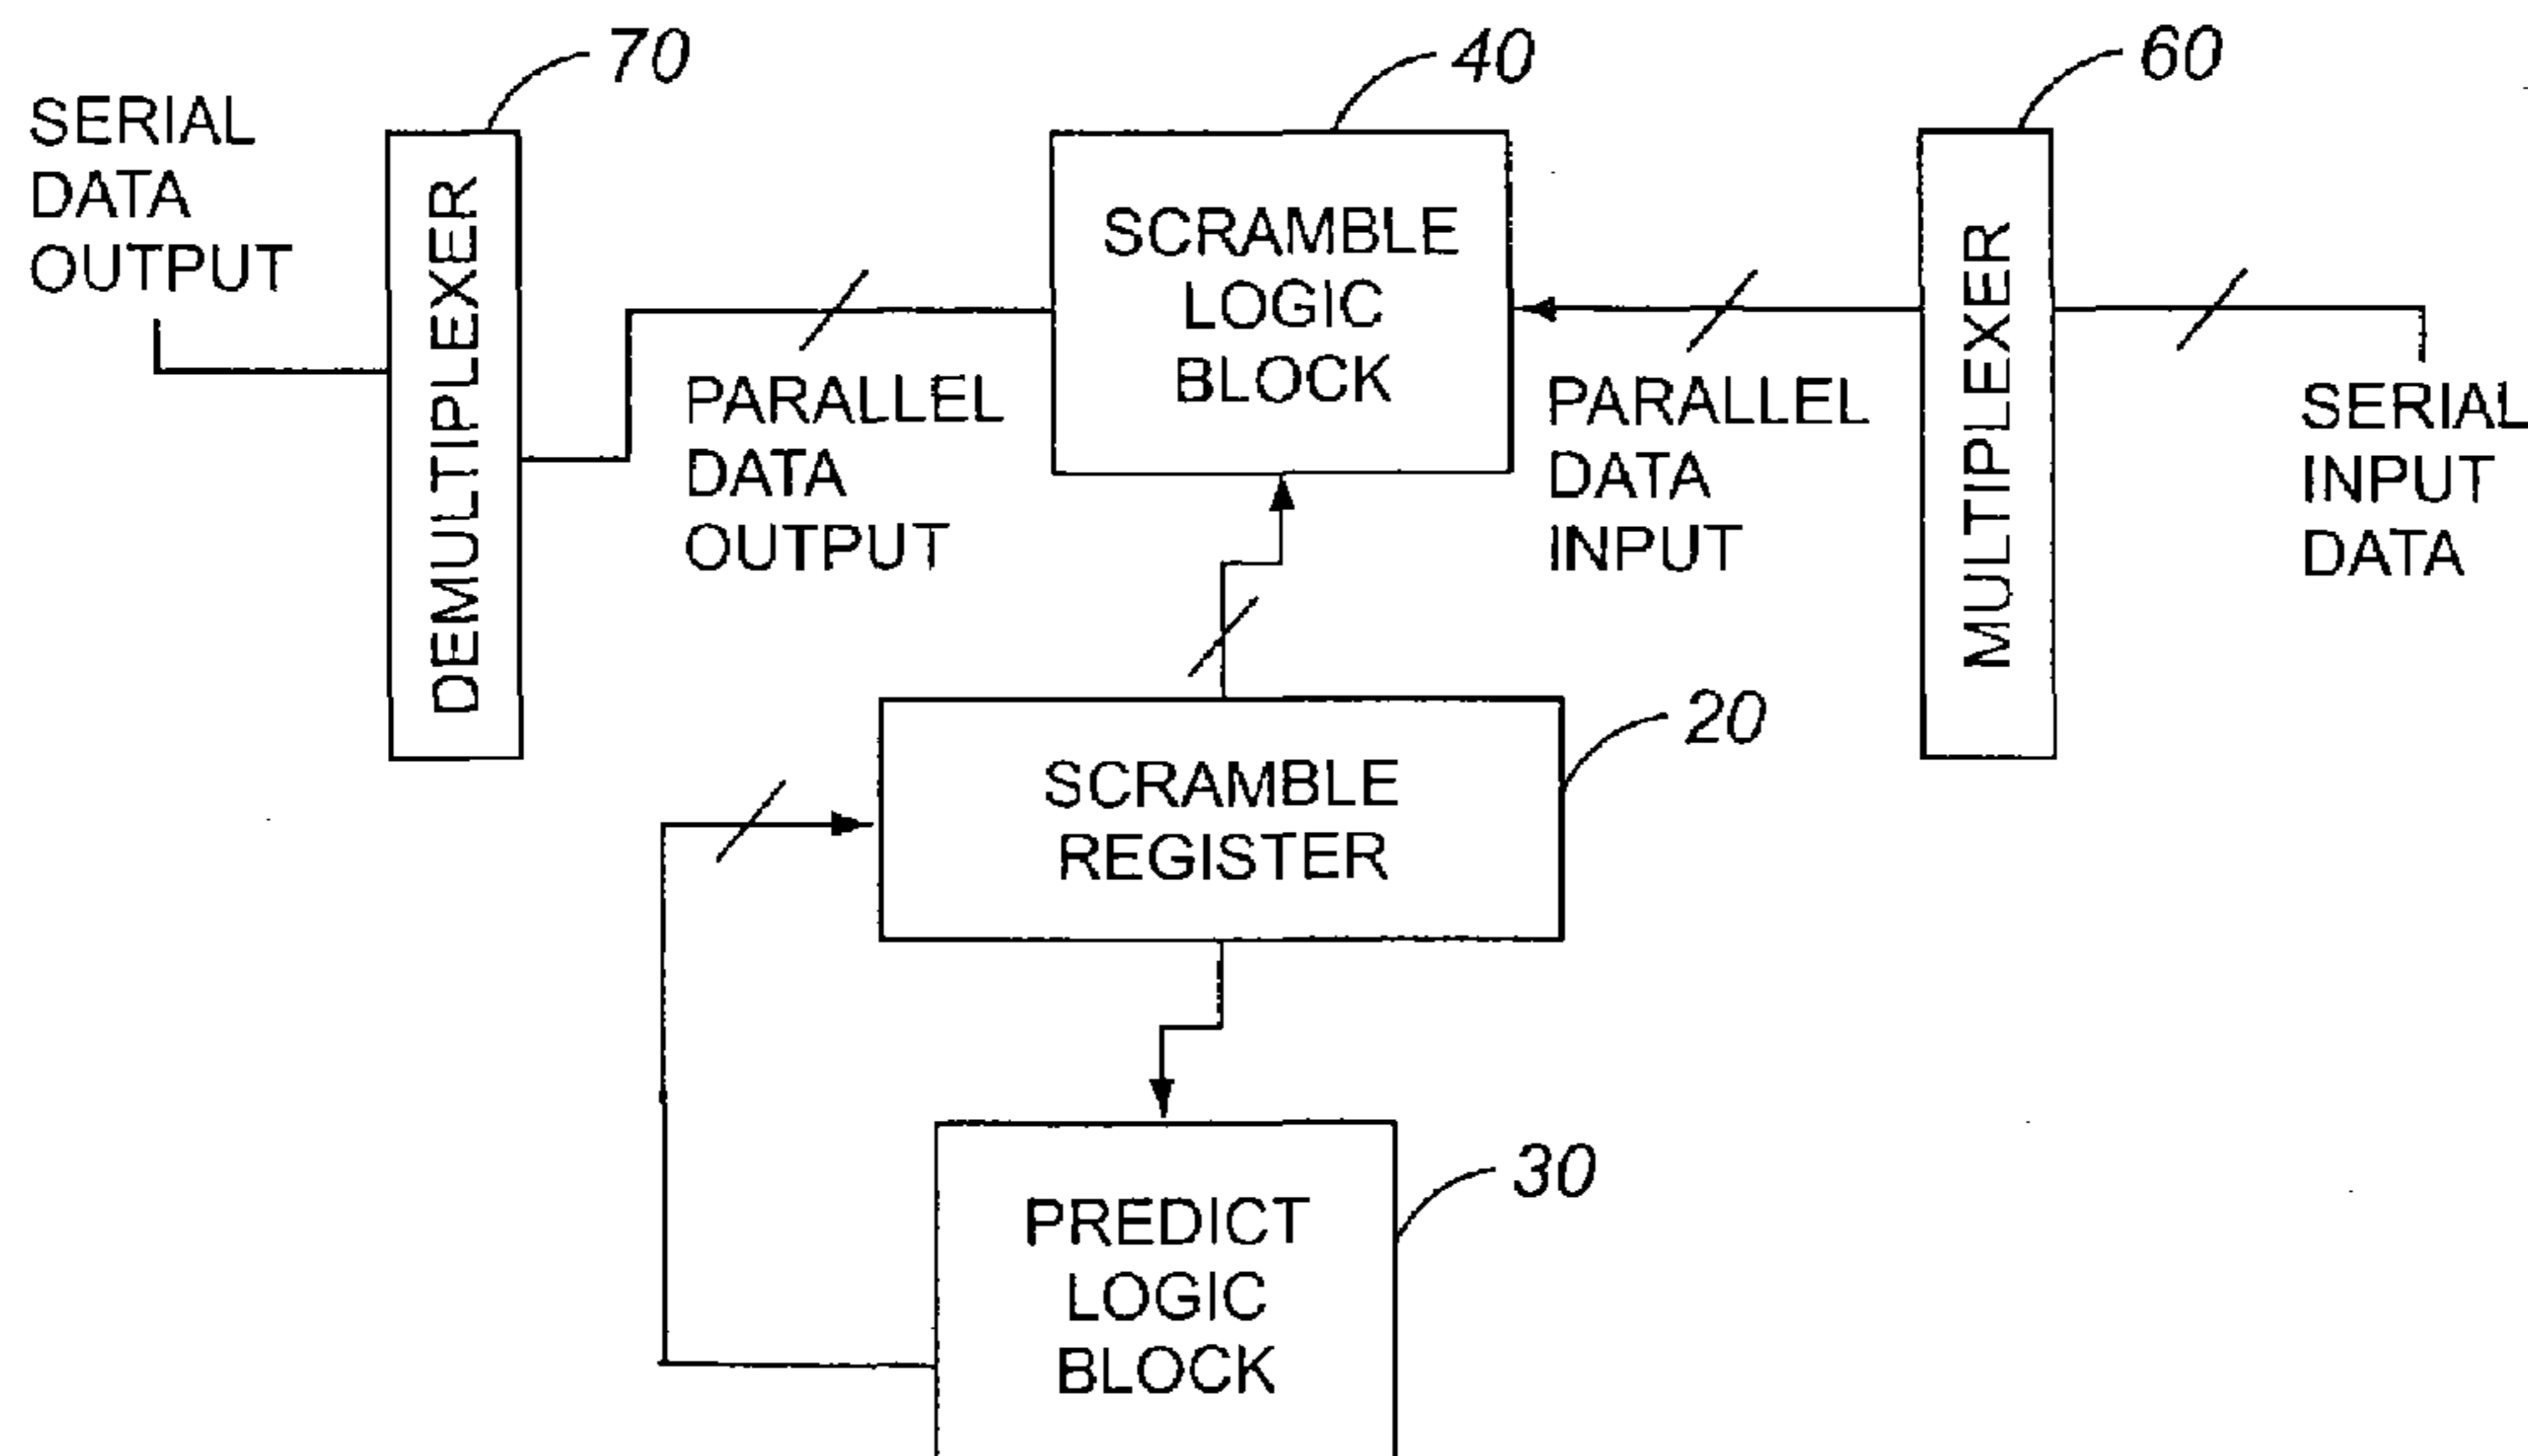 70
40
60
SERIAL
DATA
OUTPUT
DEMULTIPLEXER
SCRAMBLE
LOGIC
BLOCK
MULTIPLEXER
PARALLEL
DATA
OUTPUT
PARALLEL
DATA
INPUT
SERIAL
INPUT
DATA
20
SCRAMBLE
REGISTER
30
PREDICT
LOGIC
BLOCK